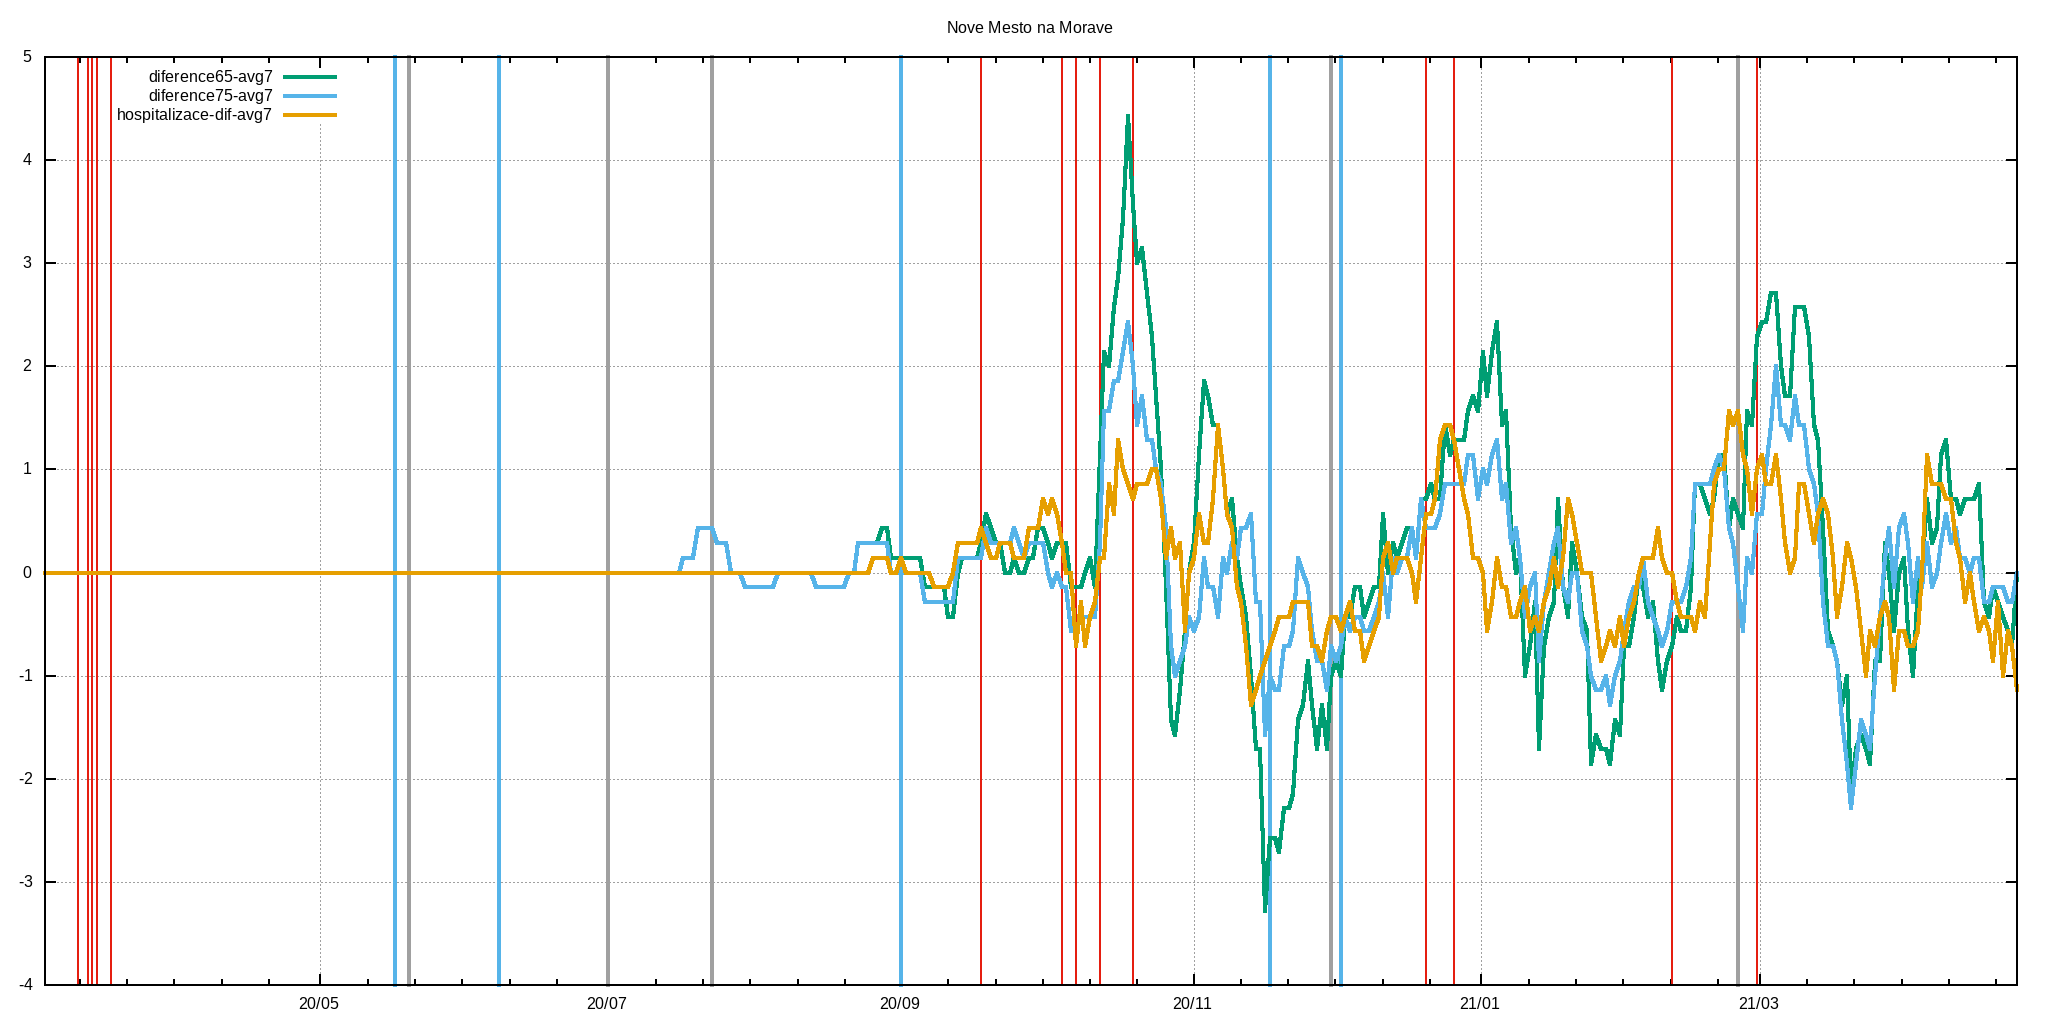 Nove Mesto na Morave
diference65-avg7
diference75-avg7
hospitalizace-dif-avg7
5
4
3
2
1
0
-1
-2
-3
-4
20/05 20/07 20/09 20/11 21/01 21/03